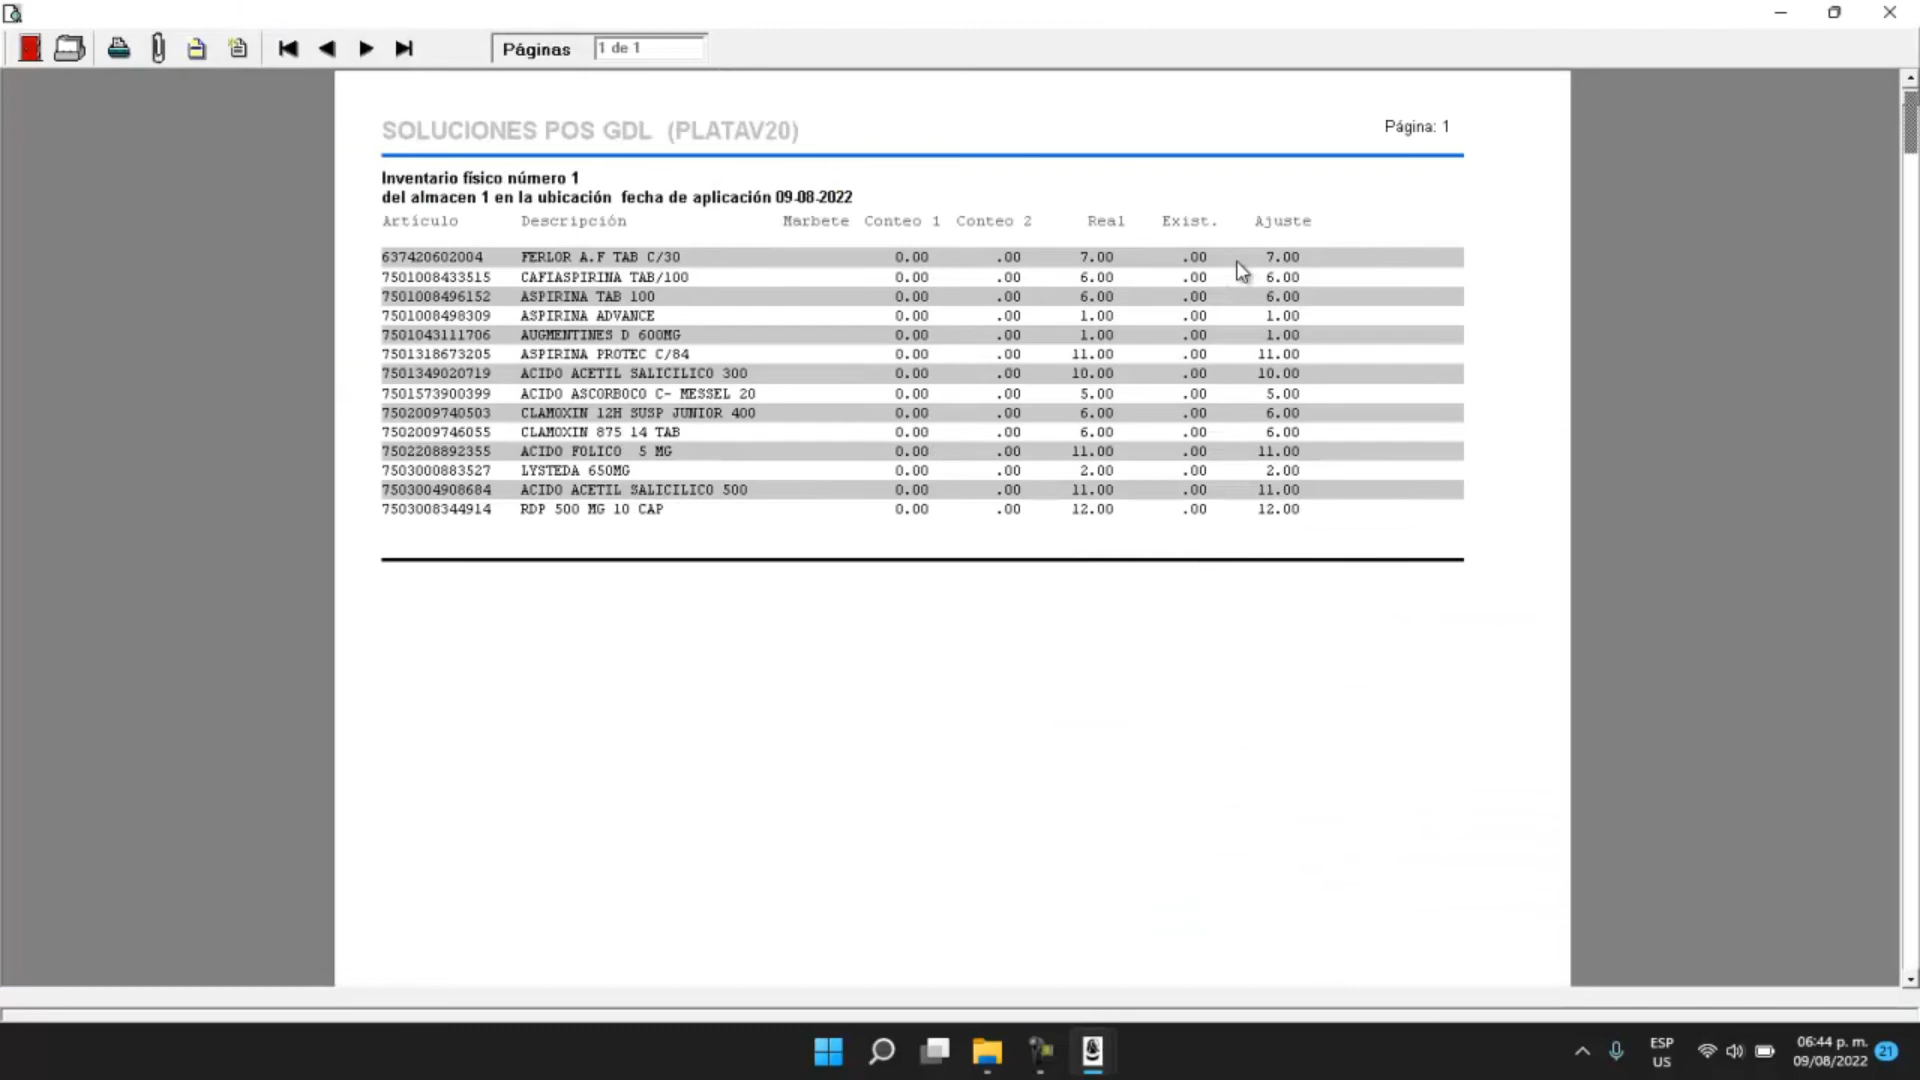 Páginas 1 de 1
SOLUCIONES POS GDL (PLATAV20) Página: 1
Inventario físico número 1
del almacen 1 en la ubicación fecha de aplicación 09-08-2022
Artículo Descripción Marbete Conteo 1 Conteo 2 Real Exist. Ajuste
637420602004 FERLOR A.F TAB C/30 0.00 .00 7.00 .00 7.00
7501008433515 CAFIASPIRINA TAB/100 0.00 .00 6.00 .00 6.00
7501008496152 ASPIRINA TAB 100 0.00 .00 6.00 .00 6.00
7501008498309 ASPIRINA ADVANCE 0.00 .00 1.00 .00 1.00
7501043111706 AUGMENTINES D 600MG 0.00 .00 1.00 .00 1.00
7501318673205 ASPIRINA PROTEC C/84 0.00 .00 11.00 .00 11.00
7501349020719 ACIDO ACETIL SALICILICO 300 0.00 .00 10.00 .00 10.00
7501573900399 ACIDO ASCORBOCO C- MESSEL 20 0.00 .00 5.00 .00 5.00
7502009740503 CLAMOXIN 12H SUSP JUNIOR 400 0.00 .00 6.00 .00 6.00
7502009746055 CLAMOXIN 875 14 TAB 0.00 .00 6.00 .00 6.00
7502208892355 ACIDO FOLICO 5 MG 0.00 .00 11.00 .00 11.00
7503000883527 LYSTEDA 650MG 0.00 .00 2.00 .00 2.00
7503004908684 ACIDO ACETIL SALICILICO 500 0.00 .00 11.00 .00 11.00
7503008344914 RDP 500 MG 10 CAP 0.00 .00 12.00 .00 12.00
ESP 06:44 p. m.
US 09/08/2022 21